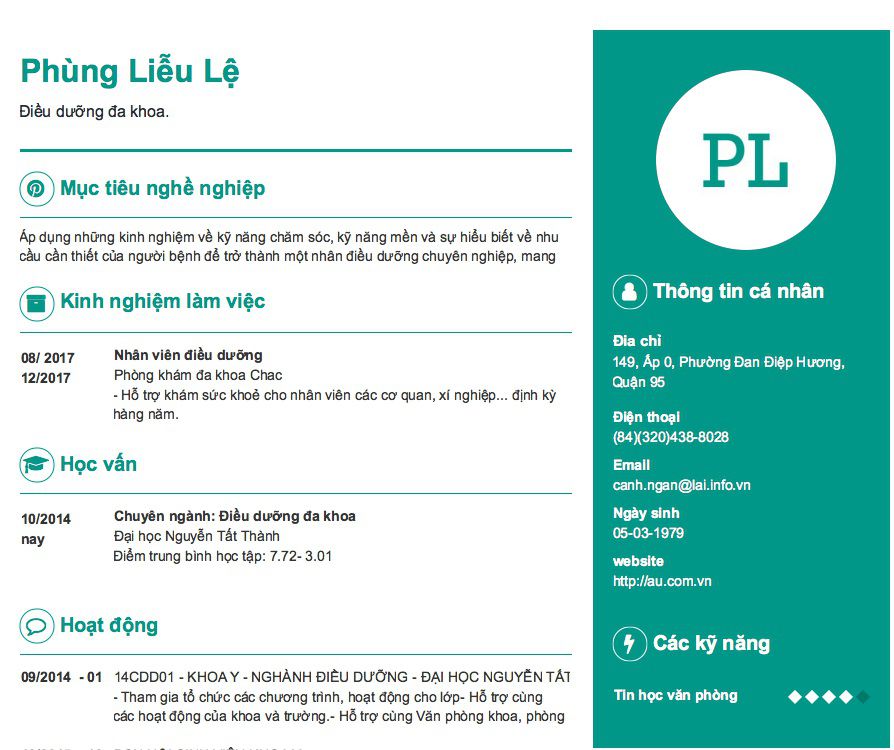 Phùng Liễu Lệ
Điều dưỡng đa khoa.
Mục tiêu nghề nghiệp
Áp dụng những kinh nghiệm về kỹ năng chăm sóc, kỹ năng mền và sự hiểu biết về nhu
cầu cần thiết của người bệnh để trở thành một nhân điều dưỡng chuyên nghiệp, mang
Kinh nghiệm làm việc
08/ 2017
12/2017
Nhân viên điều dưỡng
Phòng khám đa khoa Chac
- Hỗ trợ khám sức khoẻ cho nhân viên các cơ quan, xí nghiệp... định kỳ
hàng năm.
Học vấn
10/2014
nay
Chuyên ngành: Điều dưỡng đa khoa
Đại học Nguyễn Tất Thành
Điểm trung bình học tập: 7.72- 3.01
Hoạt động
09/2014 - 01
14CDD01 - KHOA Y - NGHÀNH ĐIỀU DƯỠNG - ĐẠI HỌC NGUYỄN TẤT
- Tham gia tổ chức các chương trình, hoạt động cho lớp- Hỗ trợ cùng
các hoạt động của khoa và trường.- Hỗ trợ cùng Văn phòng khoa, phòng
PL
Thông tin cá nhân
Đia chỉ
149, Ấp 0, Phường Đan Điệp Hương,
Quận 95
Điện thoại
(84)(320)438-8028
Email
canh.ngan@lai.info.vn
Ngày sinh
05-03-1979
website
http://au.com.vn
Các kỹ năng
Tin học văn phòng